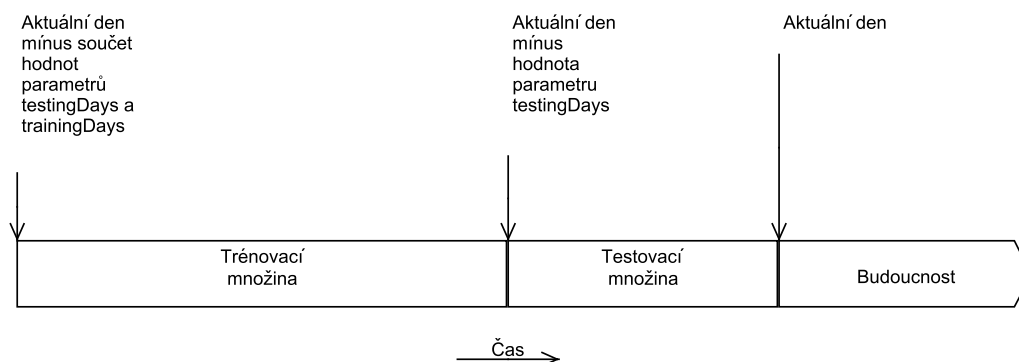 Aktuální den
mínus součet
hodnot
parametrů
testingDays a
trainingDays
Aktuální den
mínus
hodnota
parametru
testingDays
Aktuální den
Trénovací
množina
Testovací
množina
Budoucnost
Čas